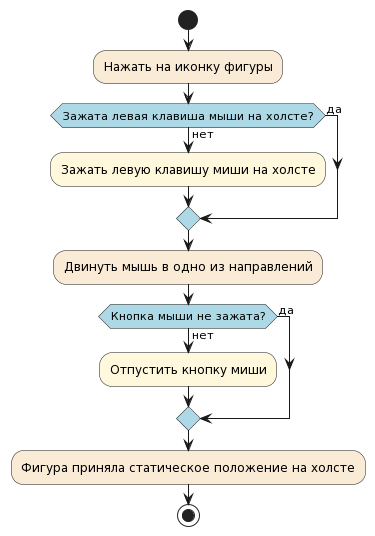 Нажать на иконку фигуры
Зажата левая клавиша мыши на холсте?
да
нет
Зажать левую клавишу миши на холсте
Двинуть мышь в одно из направлений
Кнопка мыши не зажата?
да
нет
Отпустить кнопку миши
Фигура приняла статическое положение на холсте